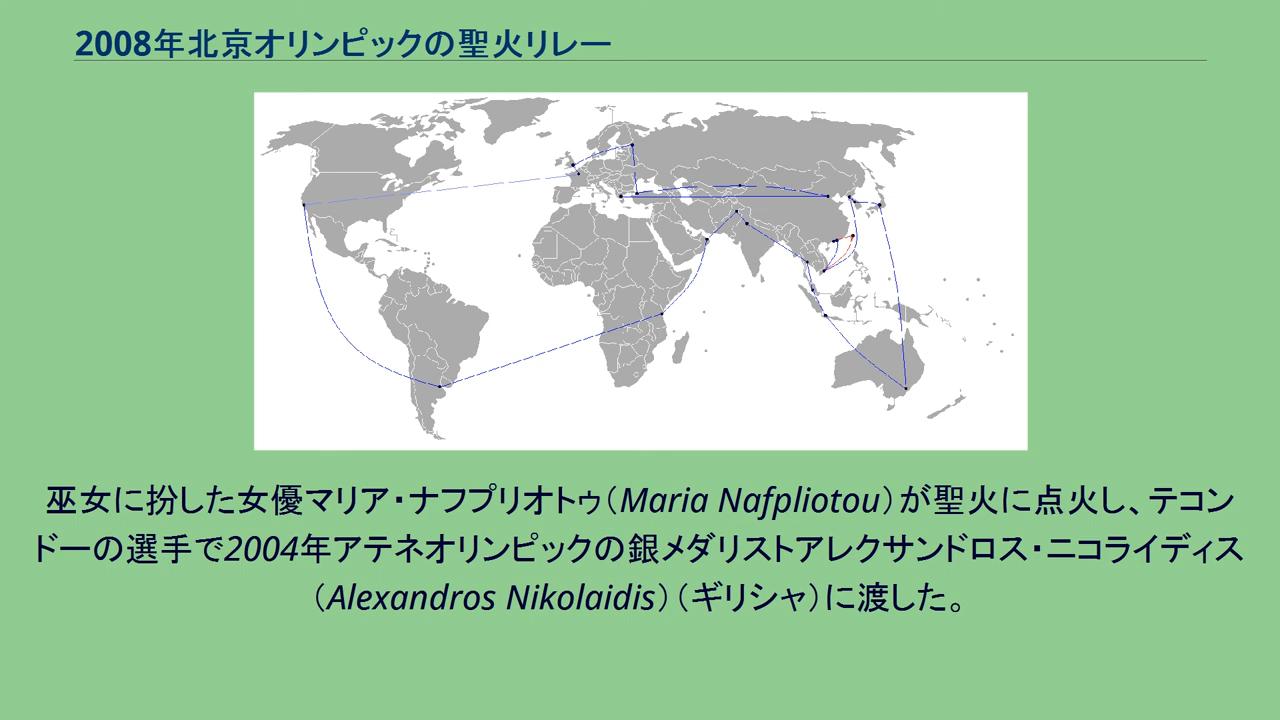 2008年北京オリンピックの聖火リレー
巫女に扮した女優マリア・ナフプリオトゥ（Maria Nafpliotou）が聖火に点火し、テコン
ドーの選手で2004年アテネオリンピックの銀メダリストアレクサンドロス・ニコライディス
（Alexandros Nikolaidis）（ギリシャ）に渡した。